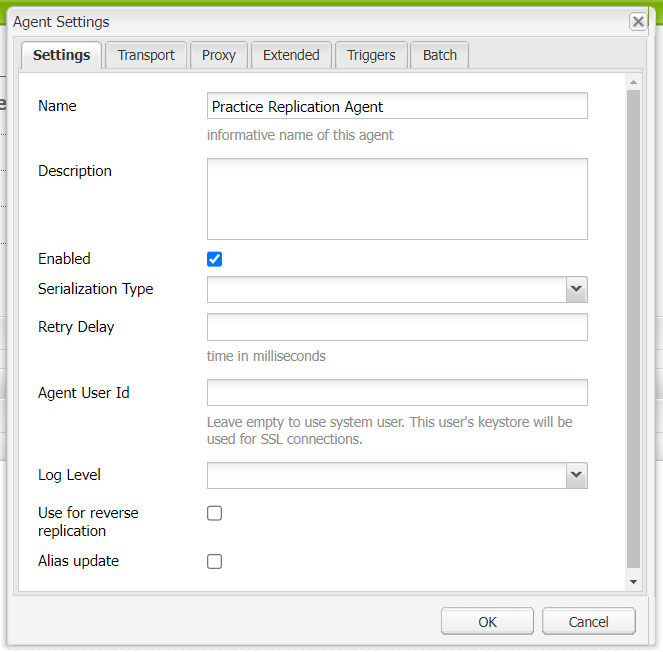 Agent Settings
Settings Transport Proxy Extended Triggers Batch
Name Practice Replication Agent
informative name of this agent
Description
Enabled
Serialization Type
Retry Delay
time in milliseconds
Agent User Id
Leave empty to use system user. This user's keystore will be
used for SSL connections.
Log Level
Use for reverse
replication
Alias update
OK Cancel